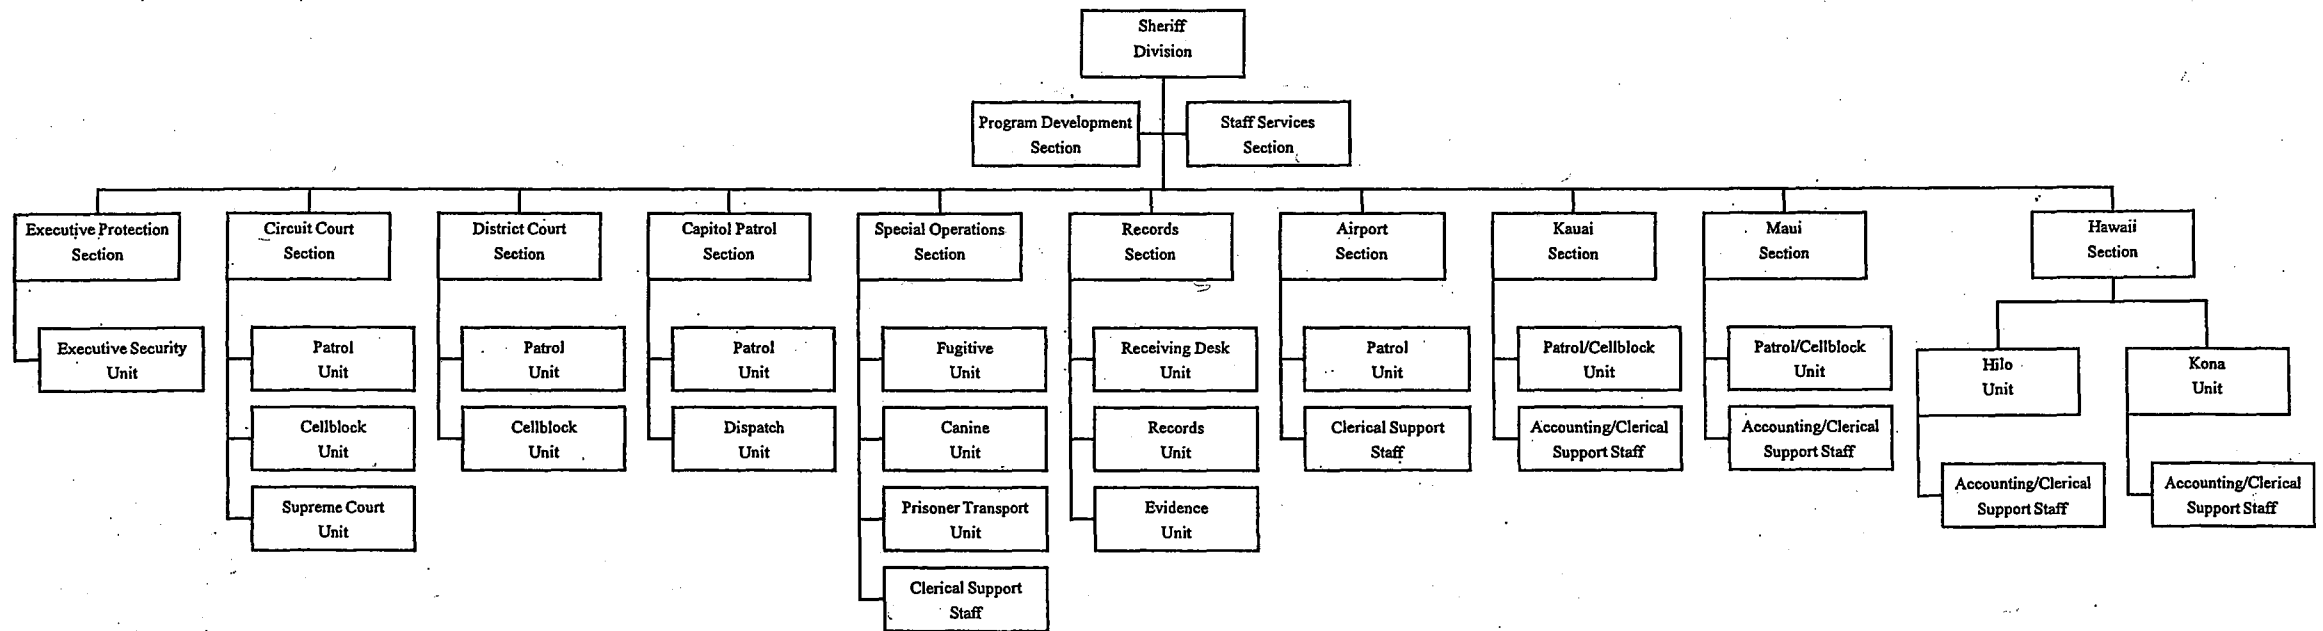 Sheriff
Division
Program Development
Section
Staff Services
Section
Executive Protection
Section
Circuit Court
Section
District Court
Section
Capitol Patrol
Section
Special Operations
Section
Records
Section
Airport
Section
Kauai
Section
Maui
Section
Hawaii
Section
Executive Security
Unit
Patrol
Unit
Cellblock
Unit
Supreme Court
Unit
Patrol
Unit
Cellblock
Unit
Patrol
Unit
Dispatch
Unit
Fugitive
Unit
Canine
Unit
Prisoner Transport
Unit
Clerical Support
Staff
Receiving Desk
Unit
Records
Unit
Evidence
Unit
Patrol
Unit
Clerical Support
Staff
Patrol/Cellblock
Unit
Accounting/Clerical
Support Staff
Patrol/Cellblock
Unit
Accounting/Clerical
Support Staff
Hilo
Unit
Accounting/Clerical
Support Staff
Kona
Unit
Accounting/Clerical
Support Staff